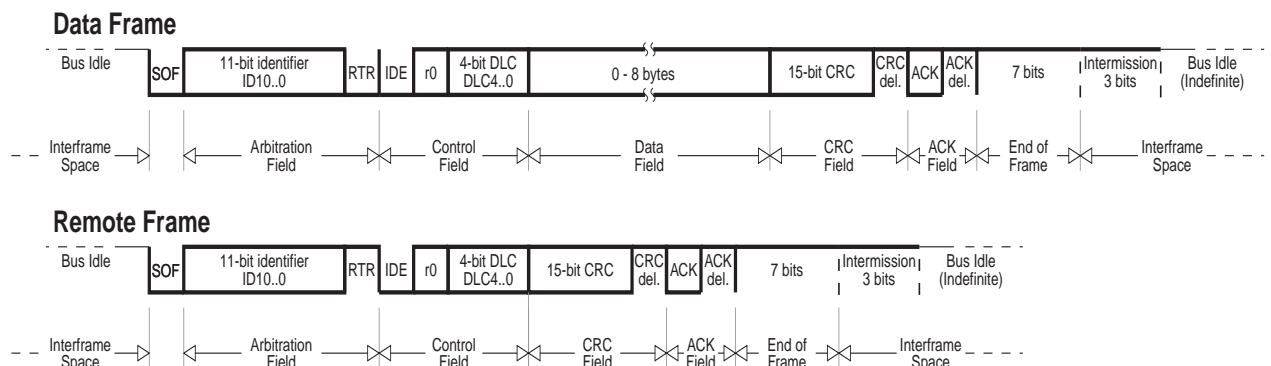 Data Frame
Bus Idle
SOF
11-bit identifier
ID10..0
RTR
IDE
r0
4-bit DLC
DLC4..0
0 - 8 bytes
15-bit CRC
CRC
del.
ACK
ACK
del.
7 bits
Intermission
3 bits
Bus Idle
(Indefinite)
Interframe
Space
Arbitration
Field
Control
Field
Data
Field
CRC
Field
ACK
Field
End of
Frame
Interframe
Space
Remote Frame
Bus Idle
SOF
11-bit identifier
ID10..0
RTR
IDE
r0
4-bit DLC
DLC4..0
15-bit CRC
CRC
del.
ACK
ACK
del.
7 bits
Intermission
3 bits
Bus Idle
(Indefinite)
Interframe
Space
Arbitration
Field
Control
Field
CRC
Field
ACK
Field
End of
Frame
Interframe
Space